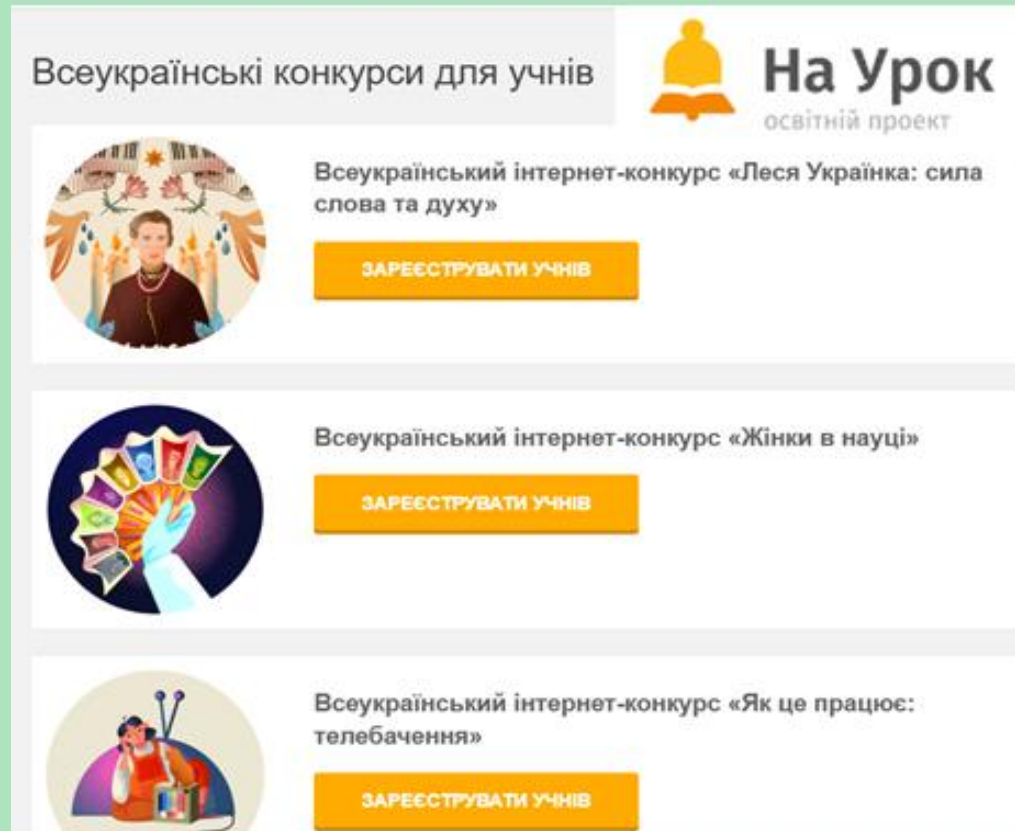 Всеукраїнські конкурси для учнів
На Урок
освітній проект
Всеукраїнський інтернет-конкурс «Леся Українка: сила
слова та духу»
ЗАРЕЄСТРУВАТИ УЧНІВ
Всеукраїнський інтернет-конкурс «Жінки в науці»
ЗАРЕЄСТРУВАТИ УЧНІВ
Всеукраїнський інтернет-конкурс «Як це працює:
телебачення»
ЗАРЕЄСТРУВАТИ УЧНІВ